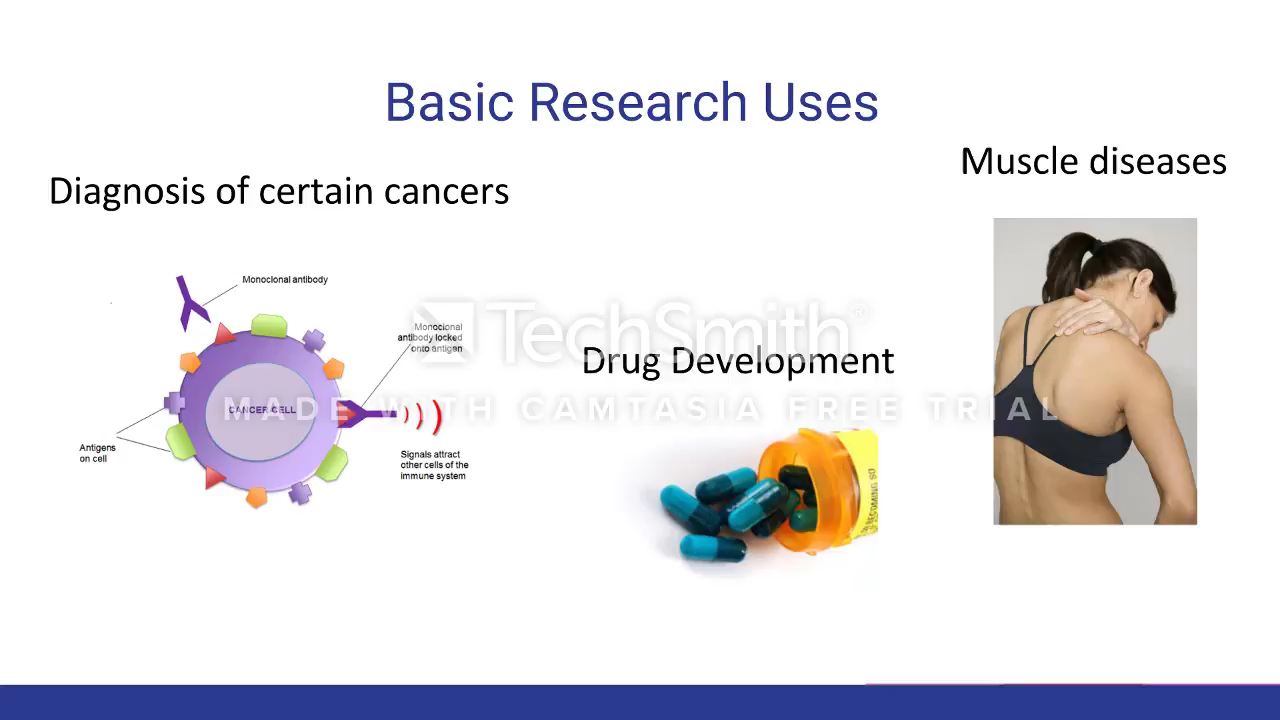 Basic Research Uses
Muscle diseases
Diagnosis of certain cancers
Monoclonal antibody
Monoclonal
antibody locked
onto antigen
TechSmith®
Drug Development
CANCER CELL
MADE WITH CAMTASIA FREE TRIAL
Antigens
on cell
Signals attract
other cells of the
immune system